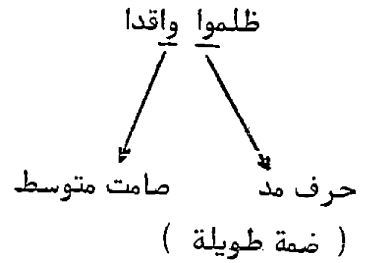 ظلموا واقدا
حرف مد
( ضمة طويلة )
صامت متوسط